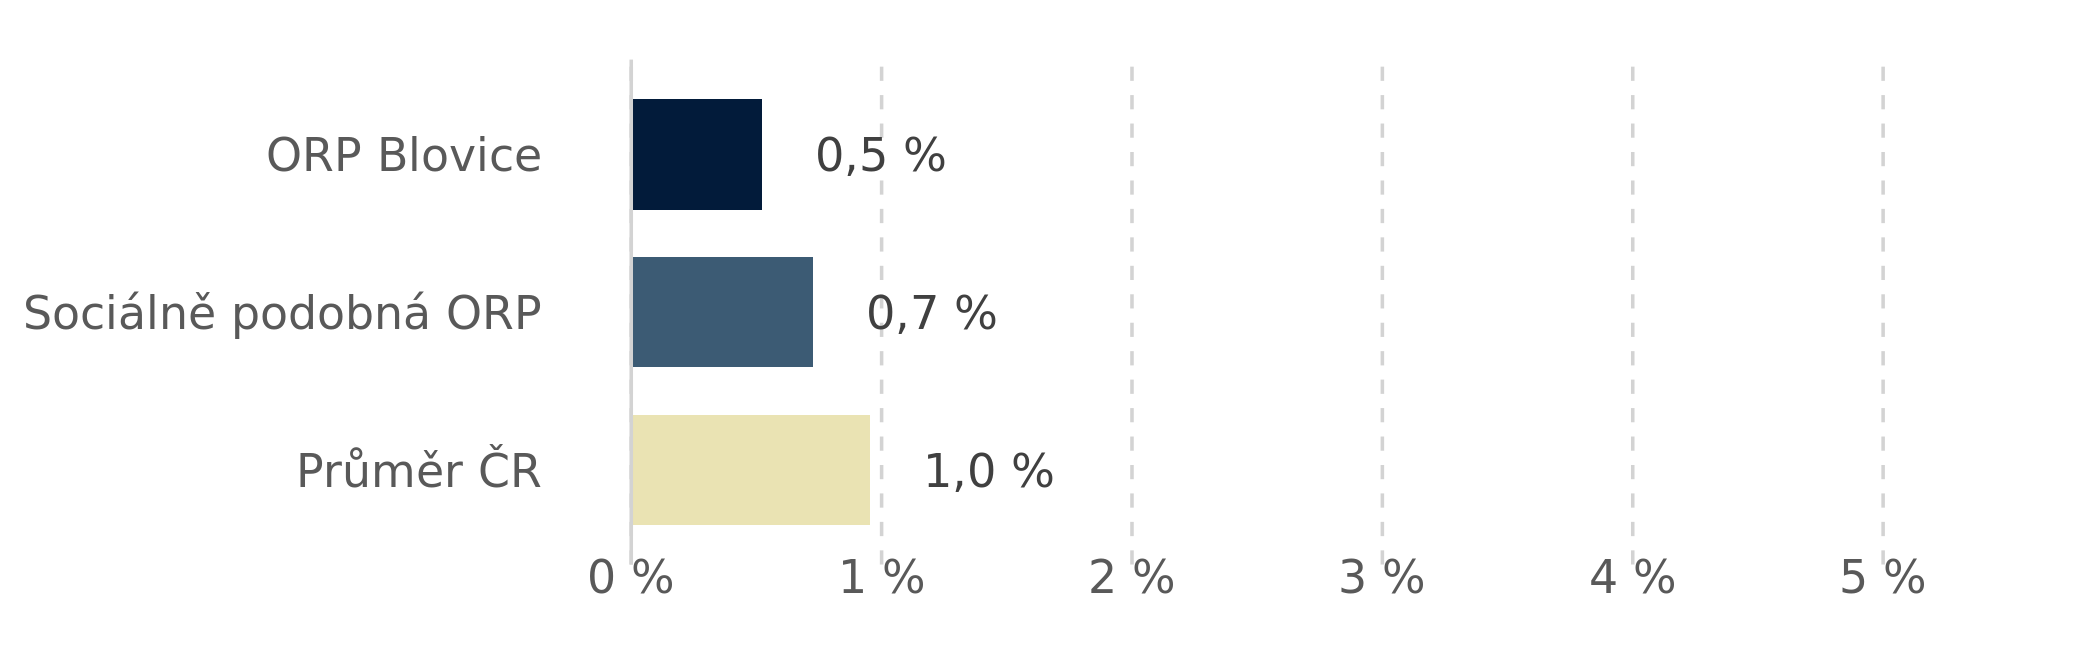 ORP Blovice 0,5 %
Sociálně podobná ORP 0,7 %
Průměr ČR 1,0 %
0 % 1 % 2 % 3 % 4 % 5 %